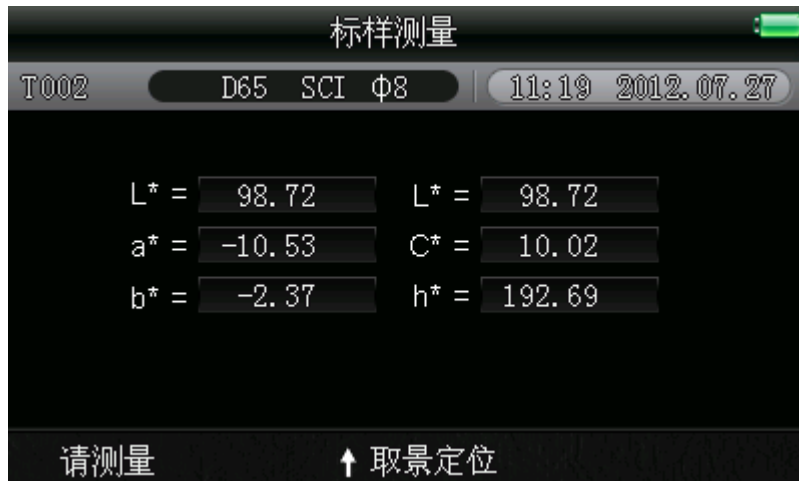 标样测量
T002 D65 SCI Φ8 11:19 2012.07.27
L* = 98.72 L* = 98.72
a* = -10.53 C* = 10.02
b* = -2.37 h* = 192.69
请测量 ↑ 取景定位